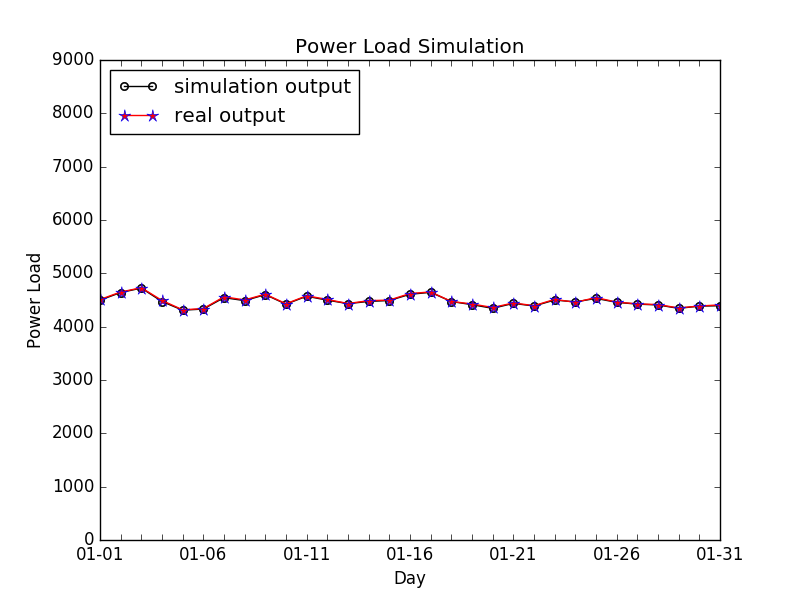 Power Load Simulation
9000
simulation output
real output
8000
7000
6000
5000
4000
3000
2000
1000
0
Power Load
01-01 01-06 01-11 01-16 01-21 01-26 01-31
Day